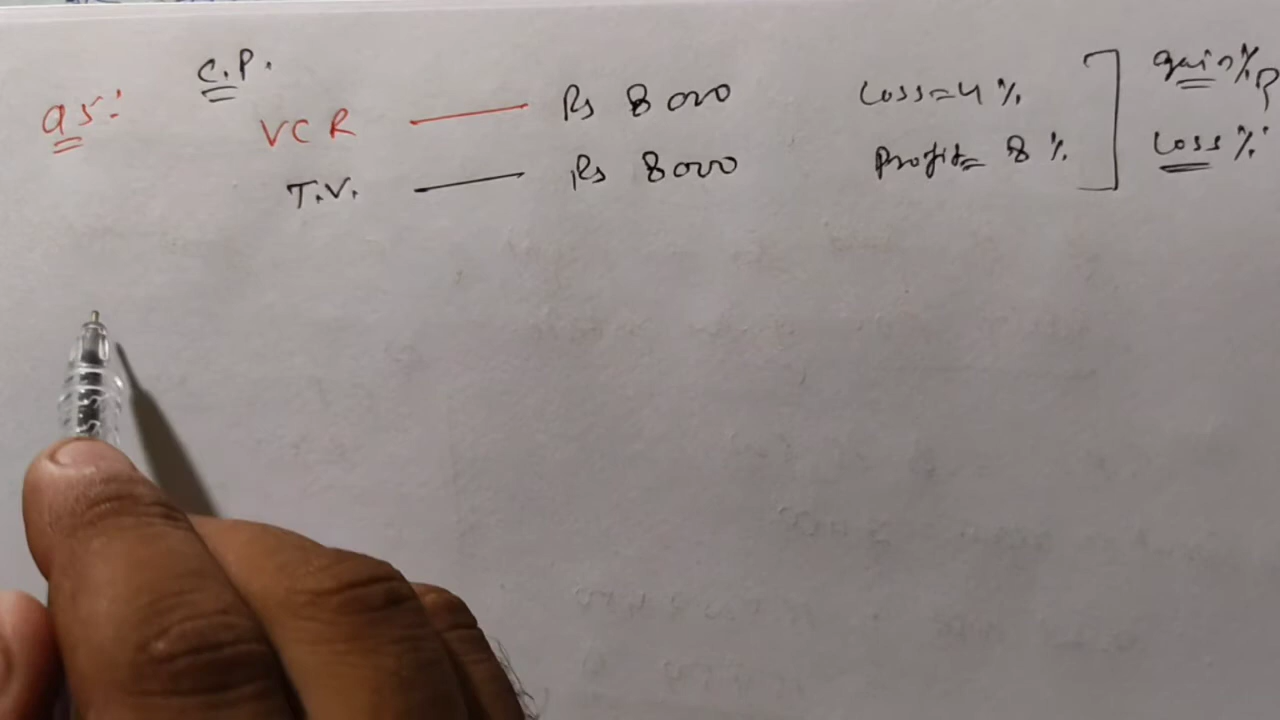 Q5:
C.P.
VCR — Rs 8000 Loss=4% gain%
T.V. — Rs 8000 Profit= 8% Loss%